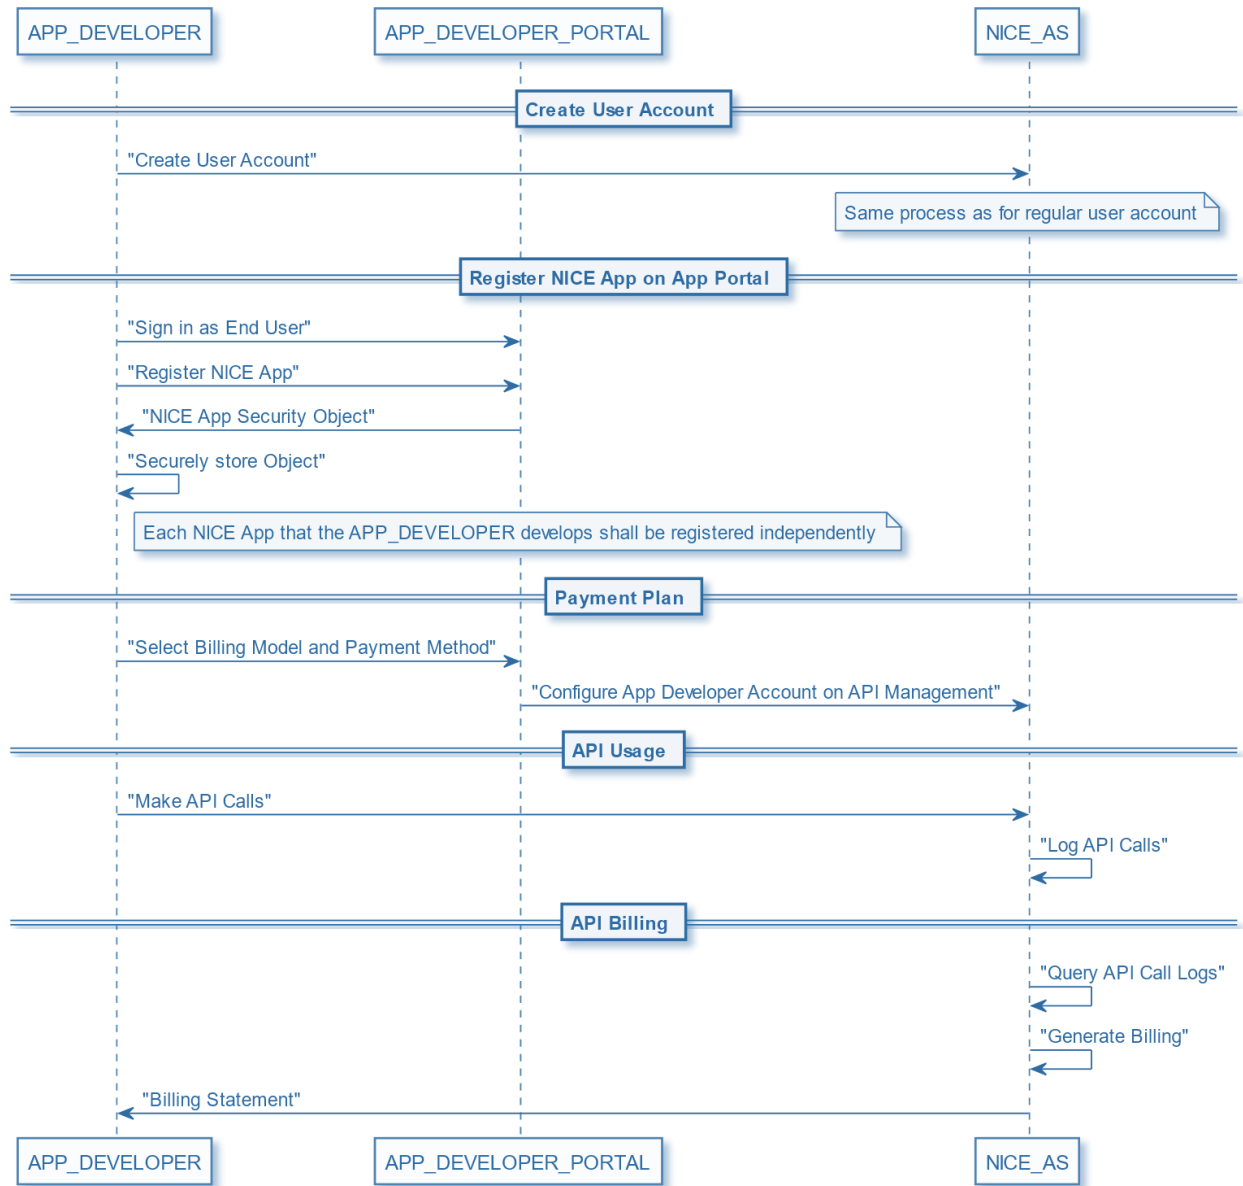 APP_DEVELOPER APP_DEVELOPER_PORTAL NICE_AS
Create User Account
"Create User Account"
Same process as for regular user account
Register NICE App on App Portal
"Sign in as End User"
"Register NICE App"
"NICE App Security Object"
"Securely store Object"
Each NICE App that the APP_DEVELOPER develops shall be registered independently
Payment Plan
"Select Billing Model and Payment Method"
"Configure App Developer Account on API Management"
API Usage
"Make API Calls"
"Log API Calls"
API Billing
"Query API Call Logs"
"Generate Billing"
"Billing Statement"
APP_DEVELOPER APP_DEVELOPER_PORTAL NICE_AS